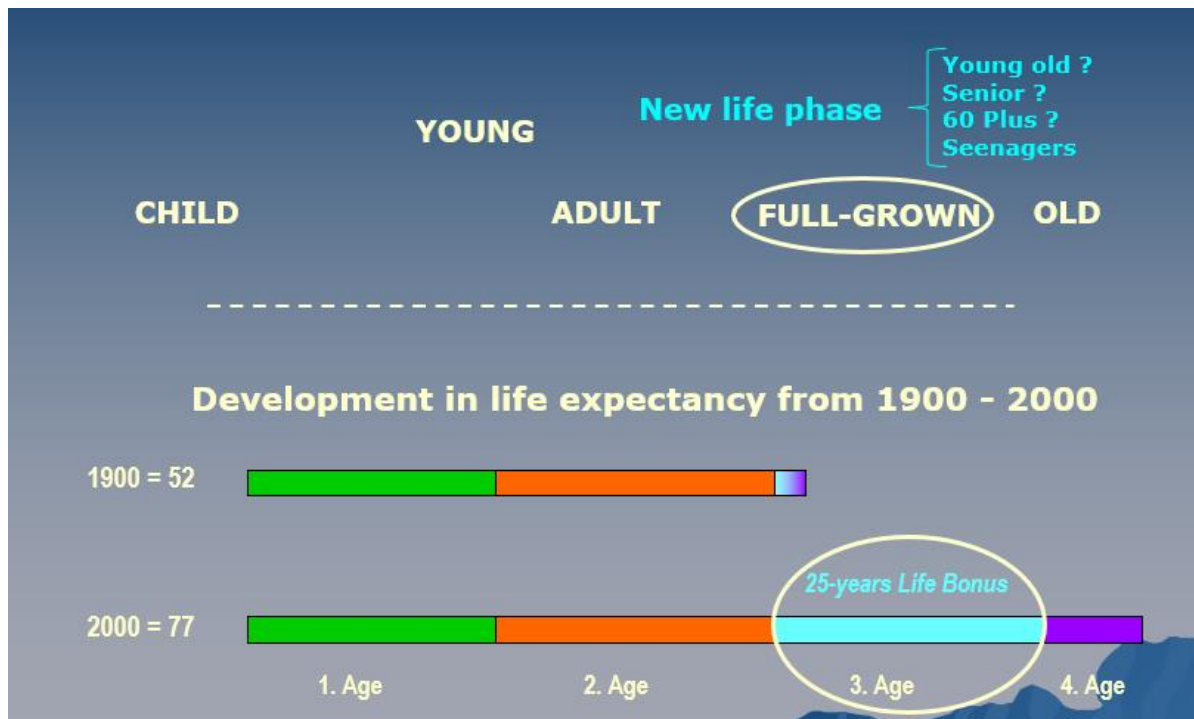 New life phase
Young old ?
Senior ?
60 Plus ?
Seenagers
YOUNG
CHILD
ADULT
FULL-GROWN
OLD
Development in life expectancy from 1900 - 2000
1900 = 52
25-years Life Bonus
2000 = 77
1. Age
2. Age
3. Age
4. Age